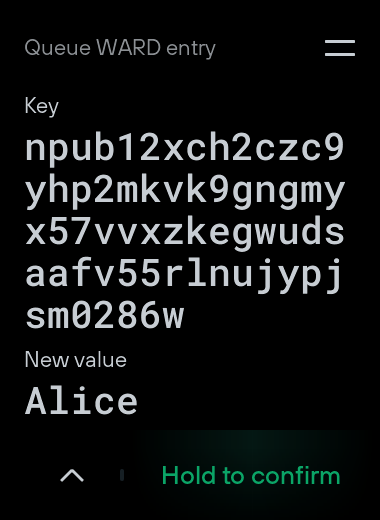 Queue WARD entry
Key
npub12xch2czc9
yhp2mkvk9gngmy
x57vvxzkegwuds
aafv55rlnujypj
sm0286w
New value
Alice
Hold to confirm